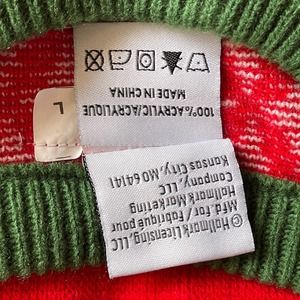 © Hallmark Licensing, LLC
Mfd. for / Fabriqué pour
Hallmark Marketing
Company, LLC
Kansas City, MO 64141
100% ACRYLIC/ACRYLIQUE
MADE IN CHINA
L